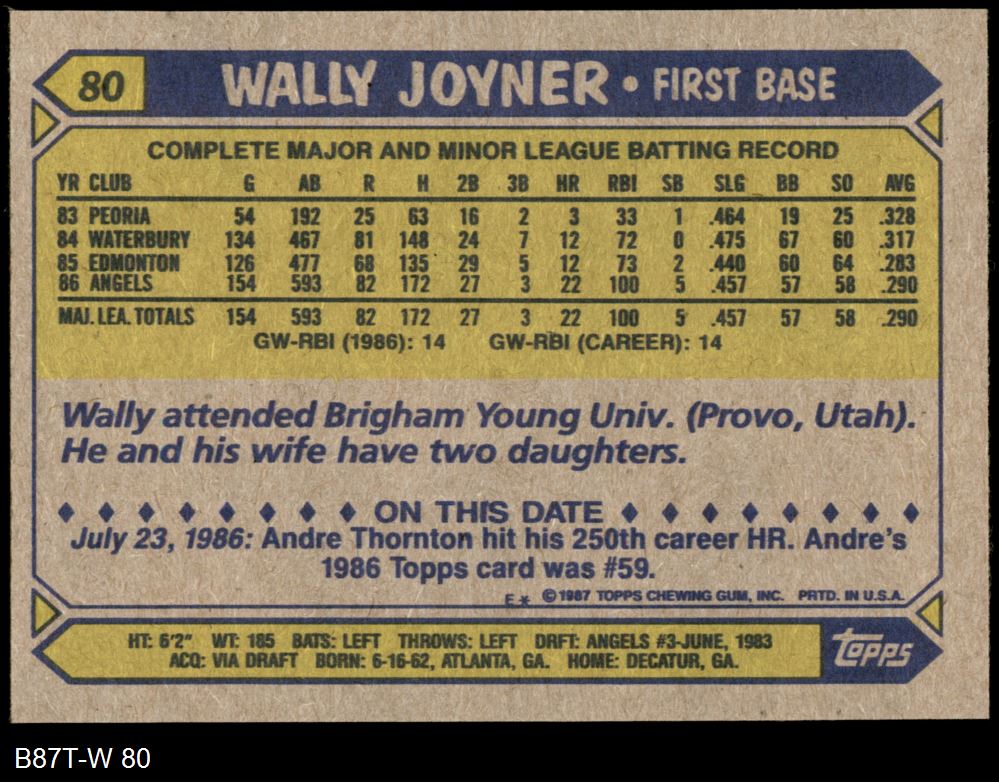 80 WALLY JOYNER • FIRST BASE
COMPLETE MAJOR AND MINOR LEAGUE BATTING RECORD
YR CLUB G AB R H 2B 3B HR RBI SB SLG BB SO AVG
83 PEORIA 54 192 25 63 16 2 3 33 1 .464 19 25 .328
84 WATERBURY 134 467 81 148 24 7 12 72 0 .475 67 60 .317
85 EDMONTON 126 477 68 135 29 5 12 73 2 .440 60 64 .283
86 ANGELS 154 593 82 172 27 3 22 100 5 .457 57 58 .290
MAJ. LEA. TOTALS 154 593 82 172 27 3 22 100 5 .457 57 58 .290
GW-RBI (1986): 14 GW-RBI (CAREER): 14
Wally attended Brigham Young Univ. (Provo, Utah).
He and his wife have two daughters.
♦ ♦ ♦ ♦ ♦ ♦ ♦ ♦ ON THIS DATE ♦ ♦ ♦ ♦ ♦ ♦ ♦ ♦
July 23, 1986: Andre Thornton hit his 250th career HR. Andre's
1986 Topps card was #59.
E* ©1987 TOPPS CHEWING GUM, INC. PRTD. IN U.S.A.
HT: 6'2" WT: 185 BATS: LEFT THROWS: LEFT DRFT: ANGELS #3-JUNE, 1983
ACQ: VIA DRAFT BORN: 6-16-62, ATLANTA, GA. HOME: DECATUR, GA.
topps
B87T-W 80